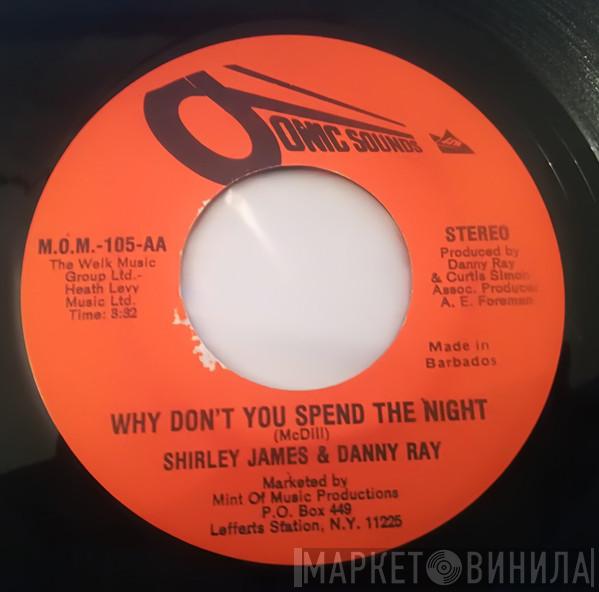 SONIC SOUNDS
M.O.M.-105-AA
The Welk Music
Group Ltd.-
Heath Levy
Music Ltd.
Time: 3:32
STEREO
Produced by
Danny Ray
& Curtis Simon
Assoc. Producer
A. E. Foreman
Made in
Barbados
WHY DON'T YOU SPEND THE NIGHT
(McDill)
SHIRLEY JAMES & DANNY RAY
Marketed by
Mint Of Music Productions
P.O. Box 449
Lefferts Station, N.Y. 11225
МАРКЕТ ВИНИЛА